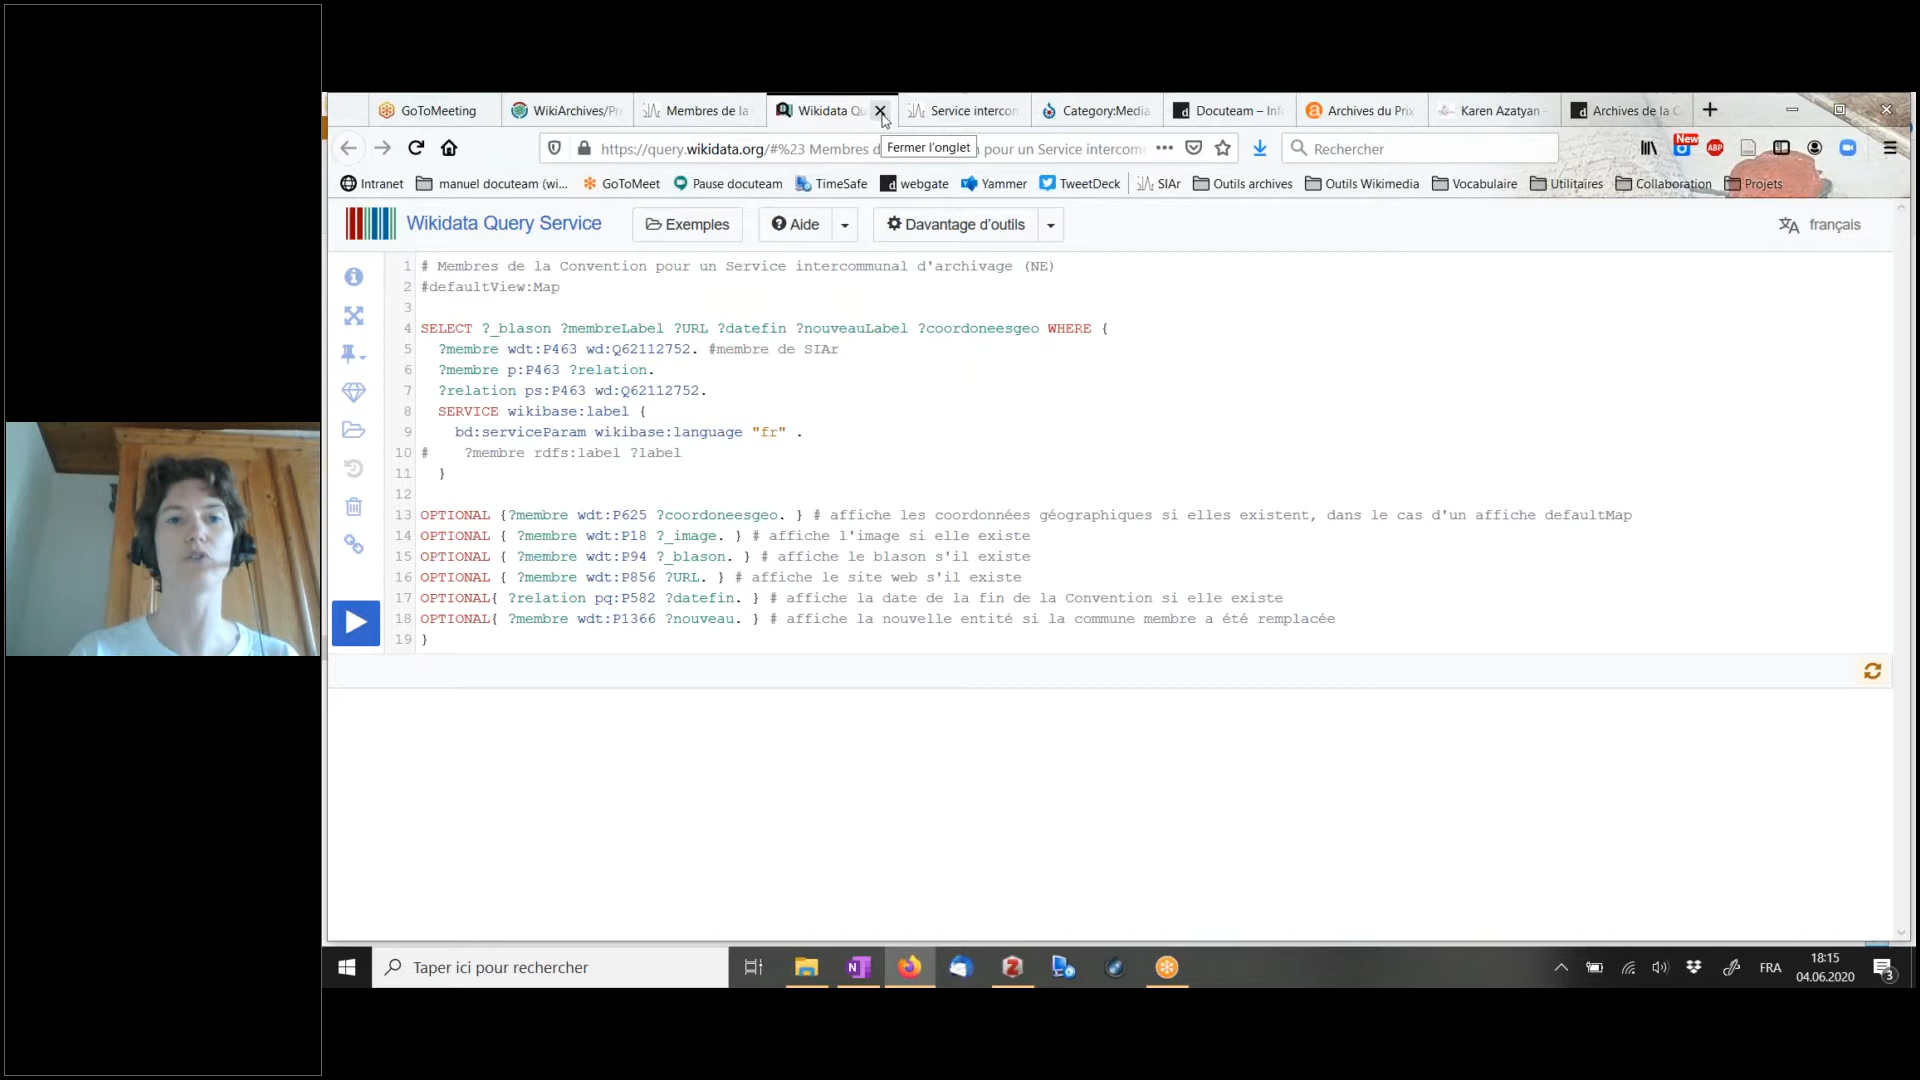 GoToMeeting
WikiArchives/Pr
Membres de la
Wikidata Qu
Service intercon
Category:Media
Docuteam – Inf
Archives du Prix
Karen Azatyan
Archives de la G
https://query.wikidata.org/#%23 Membres d
Fermer l'onglet
pour un Service intercom
Rechercher
New
ABP
Intranet
manuel docuteam (wi...
GoToMeet
Pause docuteam
TimeSafe
webgate
Yammer
TweetDeck
SIAr
Outils archives
Outils Wikimedia
Vocabulaire
Utilitaires
Collaboration
Projets
Wikidata Query Service
Exemples
Aide
Davantage d'outils
français
1 # Membres de la Convention pour un Service intercommunal d'archivage (NE)
2 #defaultView:Map
3
4 SELECT ?_blason ?membreLabel ?URL ?datefin ?nouveauLabel ?coordoneesgeo WHERE {
5 ?membre wdt:P463 wd:Q62112752. #membre de SIAr
6 ?membre p:P463 ?relation.
7 ?relation ps:P463 wd:Q62112752.
8 SERVICE wikibase:label {
9 bd:serviceParam wikibase:language "fr" .
10 # ?membre rdfs:label ?label
11 }
12
13 OPTIONAL {?membre wdt:P625 ?coordoneesgeo. } # affiche les coordonnées géographiques si elles existent, dans le cas d'un affiche defaultMap
14 OPTIONAL { ?membre wdt:P18 ?_image. } # affiche l'image si elle existe
15 OPTIONAL { ?membre wdt:P94 ?_blason. } # affiche le blason s'il existe
16 OPTIONAL { ?membre wdt:P856 ?URL. } # affiche le site web s'il existe
17 OPTIONAL{ ?relation pq:P582 ?datefin. } # affiche la date de la fin de la Convention si elle existe
18 OPTIONAL{ ?membre wdt:P1366 ?nouveau. } # affiche la nouvelle entité si la commune membre a été remplacée
19 }
Taper ici pour rechercher
FRA
18:15
04.06.2020
3